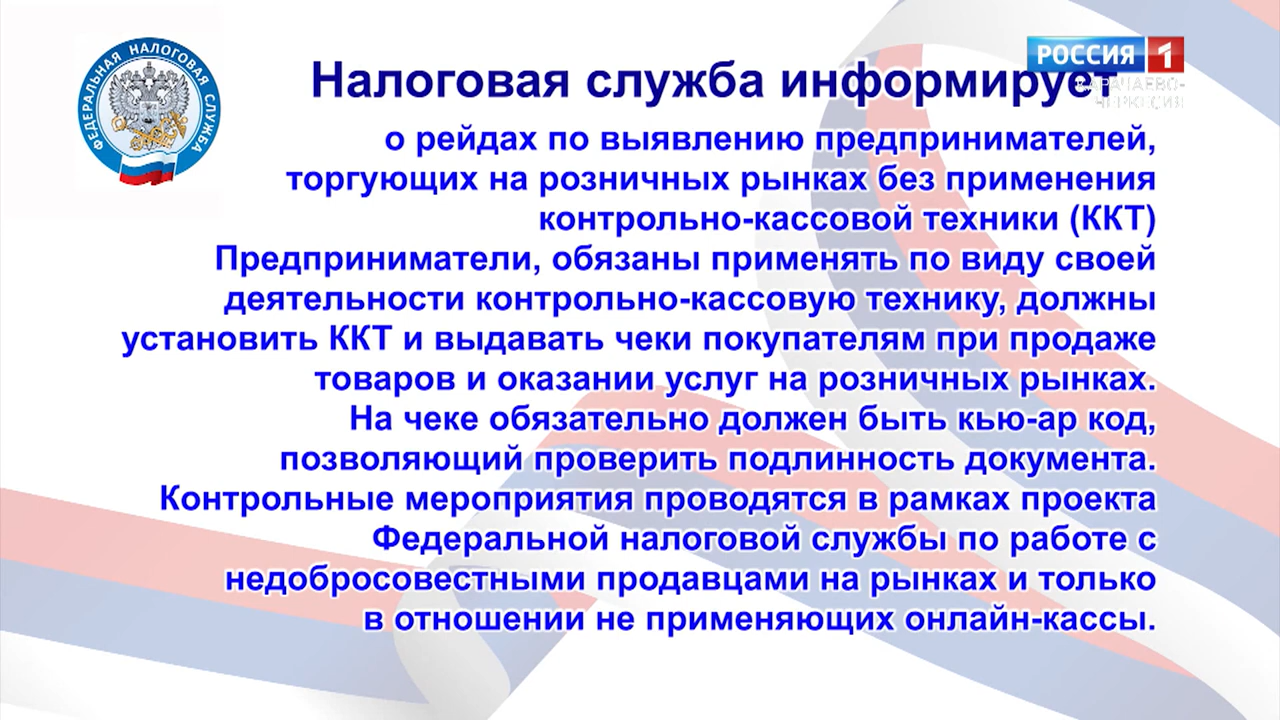 ФЕДЕРАЛЬНАЯ НАЛОГОВАЯ СЛУЖБА
РОССИЯ 1
КАРАЧАЕВО-
ЧЕРКЕСИЯ
Налоговая служба информирует
о рейдах по выявлению предпринимателей,
торгующих на розничных рынках без применения
контрольно-кассовой техники (ККТ)
Предприниматели, обязаны применять по виду своей
деятельности контрольно-кассовую технику, должны
установить ККТ и выдавать чеки покупателям при продаже
товаров и оказании услуг на розничных рынках.
На чеке обязательно должен быть кью-ар код,
позволяющий проверить подлинность документа.
Контрольные мероприятия проводятся в рамках проекта
Федеральной налоговой службы по работе с
недобросовестными продавцами на рынках и только
в отношении не применяющих онлайн-кассы.